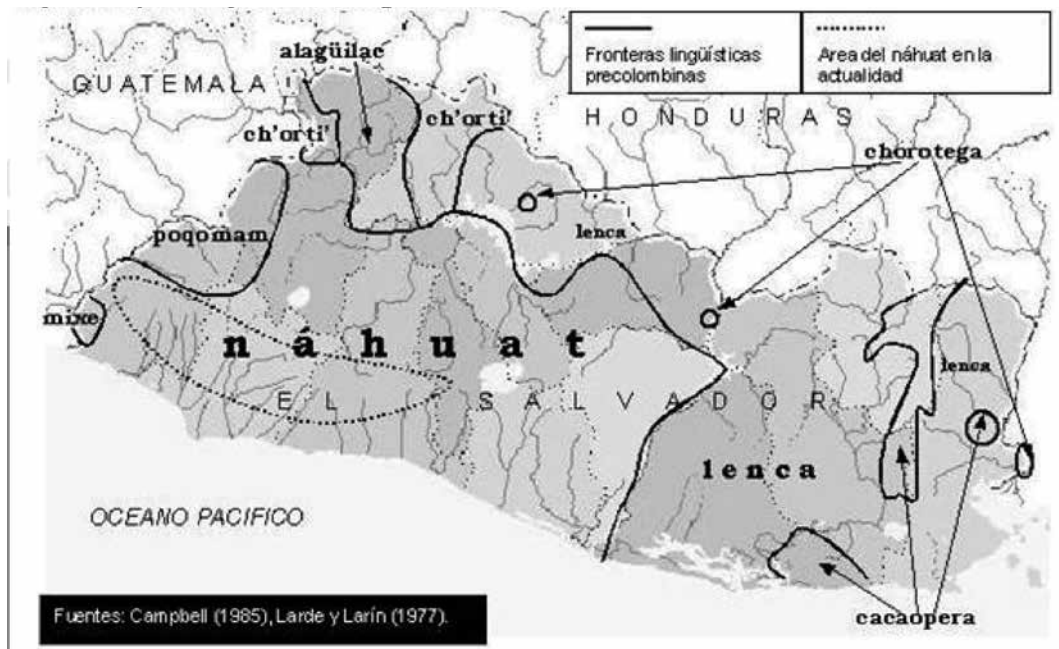 alagüilac
Fronteras lingüísticas
precolombinas
Area del náhuat en la
actualidad
GUATEMALA
HONDURAS
ch'orti'
ch'orti'
chorotega
poqomam
lenca
mixe
náhuat
lenca
EL SALVADOR
lenca
OCEANO PACIFICO
Fuentes: Campbell (1985), Larde y Larín (1977).
cacaopera